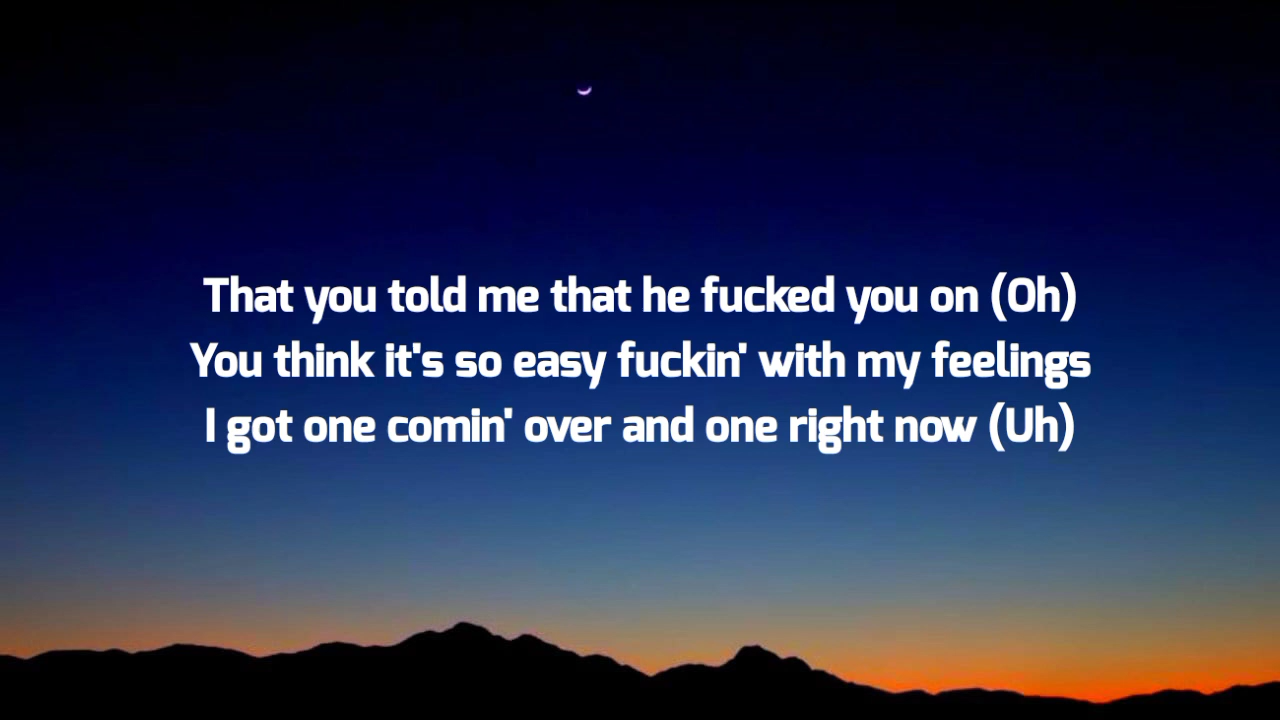 That you told me that he fucked you on (Oh)
You think it's so easy fuckin' with my feelings
I got one comin' over and one right now (Uh)